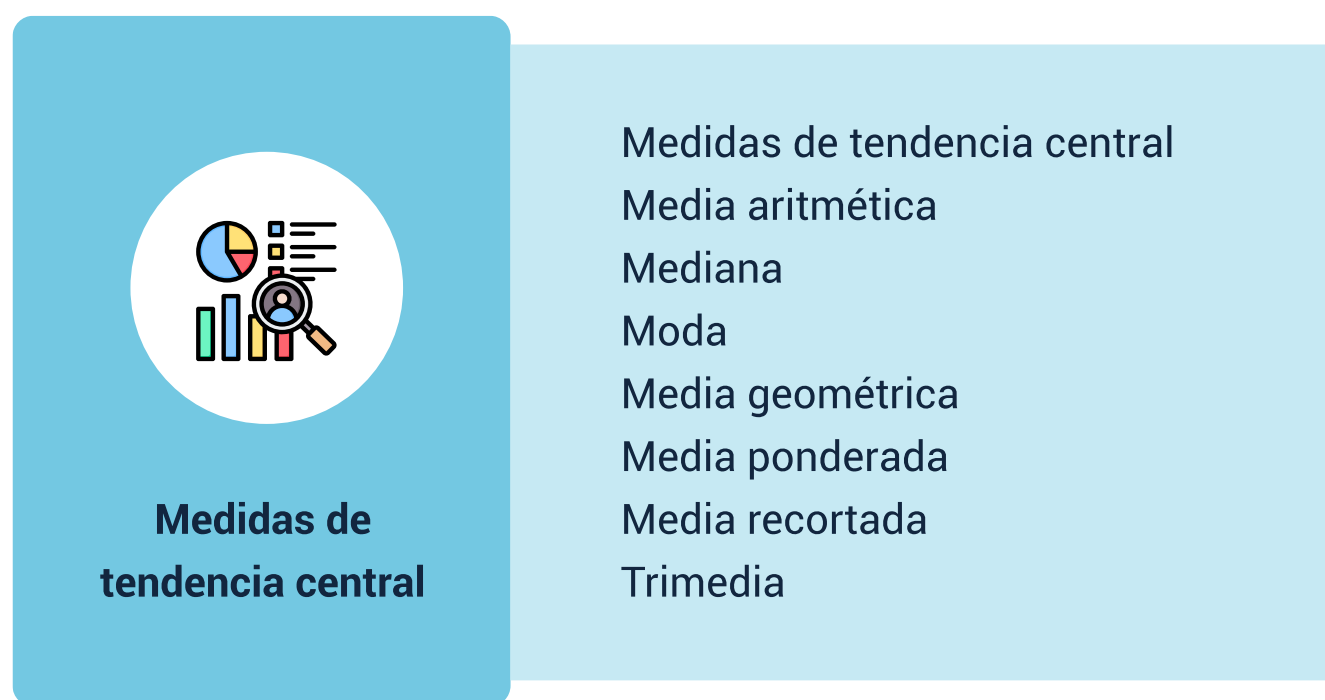 Medidas de
tendencia central
Medidas de tendencia central
Media aritmética
Mediana
Moda
Media geométrica
Media ponderada
Media recortada
Trimedia